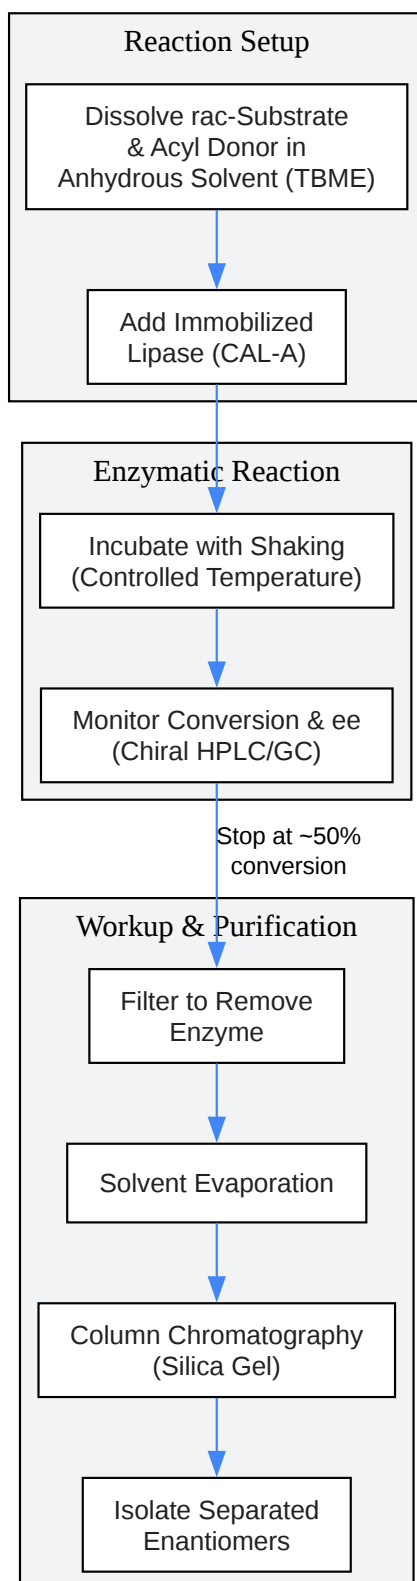 Reaction Setup
Dissolve rac-Substrate
& Acyl Donor in
Anhydrous Solvent (TBME)
Add Immobilized
Lipase (CAL-A)
Enzymatic Reaction
Incubate with Shaking
(Controlled Temperature)
Monitor Conversion & ee
(Chiral HPLC/GC)
Stop at ~50%
conversion
Workup & Purification
Filter to Remove
Enzyme
Solvent Evaporation
Column Chromatography
(Silica Gel)
Isolate Separated
Enantiomers